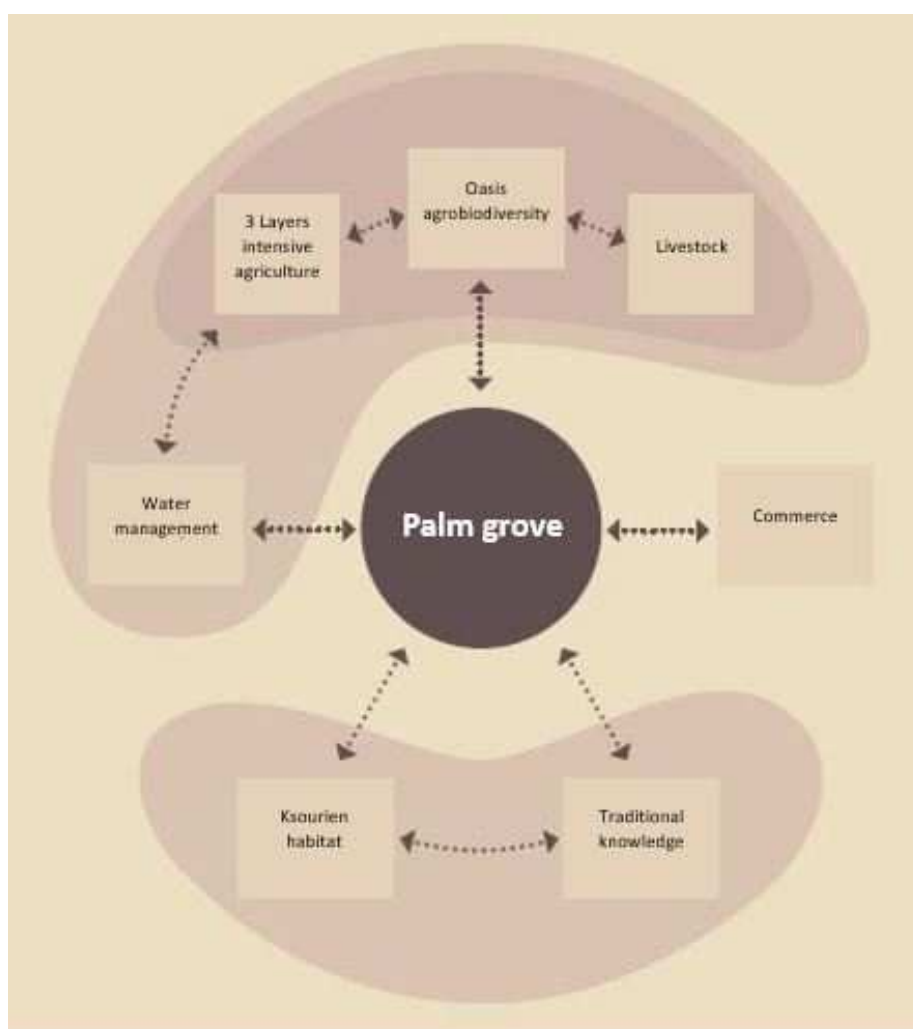 Oasis
agrobiodiversity
3 Layers
intensive
agriculture
Livestock
Water
management
Palm grove
Commerce
Ksourien
habitat
Traditional
knowledge